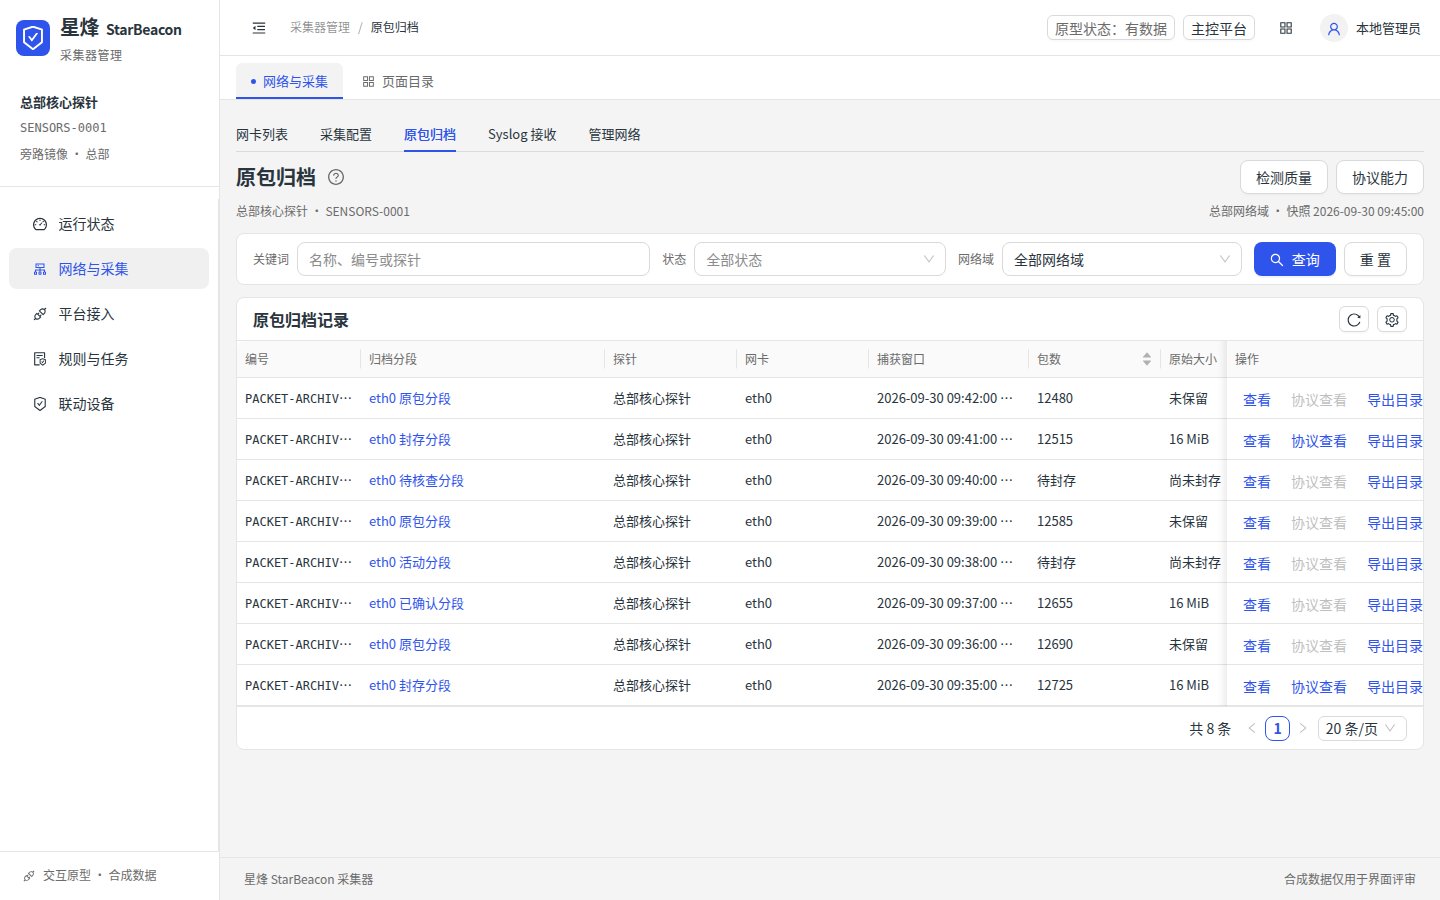 星烽 StarBeacon
采集器管理
总部核心探针
SENSORS-0001
旁路镜像 · 总部
运行状态
网络与采集
平台接入
规则与任务
联动设备
交互原型 · 合成数据
采集器管理 / 原包归档
原型状态：有数据 主控平台 本地管理员
网络与采集 页面目录
网卡列表 采集配置 原包归档 Syslog 接收 管理网络
原包归档 检测质量 协议能力
总部核心探针 · SENSORS-0001 总部网络域 · 快照 2026-09-30 09:45:00
关键词 名称、编号或探针 状态 全部状态 网络域 全部网络域 查询 重 置
原包归档记录
编号 归档分段 探针 网卡 捕获窗口 包数 原始大小 操作
PACKET-ARCHIV··· eth0 原包分段 总部核心探针 eth0 2026-09-30 09:42:00 ··· 12480 未保留 查看 协议查看 导出目录
PACKET-ARCHIV··· eth0 封存分段 总部核心探针 eth0 2026-09-30 09:41:00 ··· 12515 16 MiB 查看 协议查看 导出目录
PACKET-ARCHIV··· eth0 待核查分段 总部核心探针 eth0 2026-09-30 09:40:00 ··· 待封存 尚未封存 查看 协议查看 导出目录
PACKET-ARCHIV··· eth0 原包分段 总部核心探针 eth0 2026-09-30 09:39:00 ··· 12585 未保留 查看 协议查看 导出目录
PACKET-ARCHIV··· eth0 活动分段 总部核心探针 eth0 2026-09-30 09:38:00 ··· 待封存 尚未封存 查看 协议查看 导出目录
PACKET-ARCHIV··· eth0 已确认分段 总部核心探针 eth0 2026-09-30 09:37:00 ··· 12655 16 MiB 查看 协议查看 导出目录
PACKET-ARCHIV··· eth0 原包分段 总部核心探针 eth0 2026-09-30 09:36:00 ··· 12690 未保留 查看 协议查看 导出目录
PACKET-ARCHIV··· eth0 封存分段 总部核心探针 eth0 2026-09-30 09:35:00 ··· 12725 16 MiB 查看 协议查看 导出目录
共 8 条 < 1 > 20 条/页
星烽 StarBeacon 采集器 合成数据仅用于界面评审